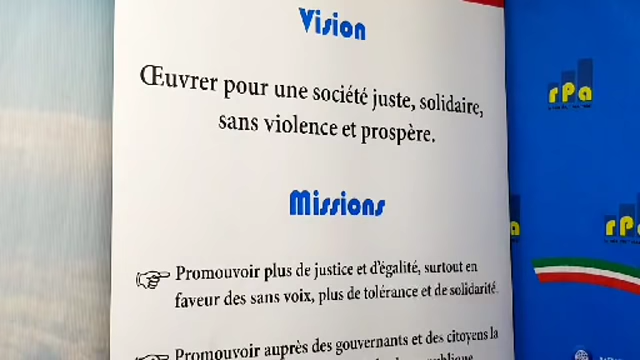 Vision
Œuvrer pour une société juste, solidaire,
sans violence et prospère.
Missions
Promouvoir plus de justice et d'égalité, surtout en
faveur des sans voix, plus de tolérance et de solidarité.
Promouvoir auprès des gouvernants et des citoyens la
rPa
rPa